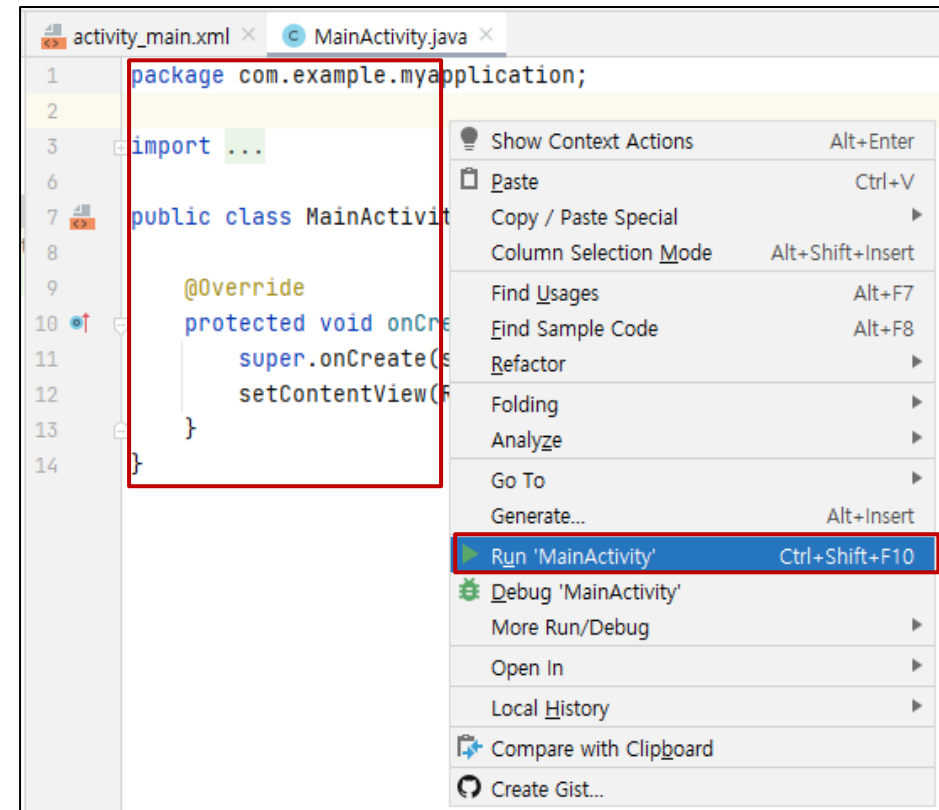 activity_main.xml
MainActivity.java
1 package com.example.myapplication;
2
3 import ...
6
7 public class MainActivit
8
9 @Override
10 protected void onCre
11 super.onCreate(s
12 setContentView(R
13 }
14 }
Show Context Actions Alt+Enter
Paste Ctrl+V
Copy / Paste Special
Column Selection Mode Alt+Shift+Insert
Find Usages Alt+F7
Find Sample Code Alt+F8
Refactor
Folding
Analyze
Go To
Generate... Alt+Insert
Run 'MainActivity' Ctrl+Shift+F10
Debug 'MainActivity'
More Run/Debug
Open In
Local History
Compare with Clipboard
Create Gist...